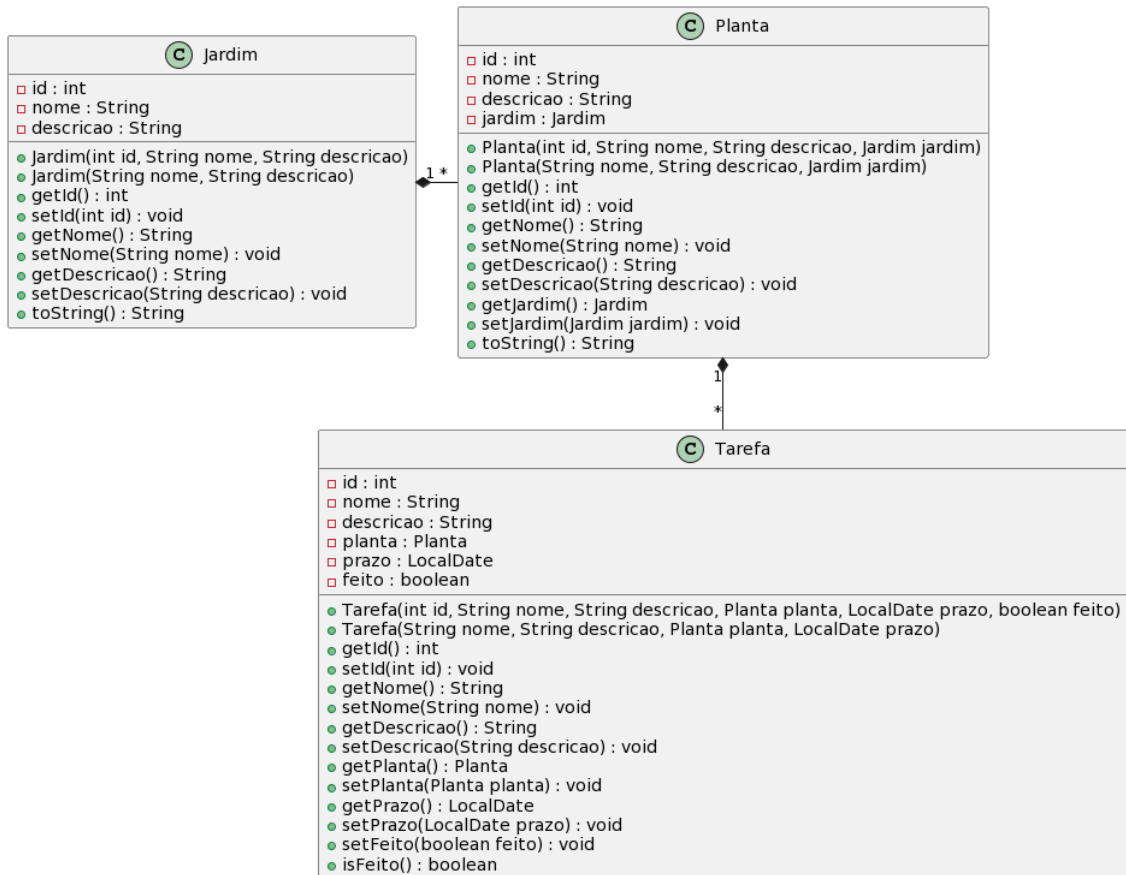 C Jardim
id : int
nome : String
descricao : String
Jardim(int id, String nome, String descricao)
Jardim(String nome, String descricao)
getId() : int
setId(int id) : void
getNome() : String
setNome(String nome) : void
getDescricao() : String
setDescricao(String descricao) : void
toString() : String
1 *
C Planta
id : int
nome : String
descricao : String
jardim : Jardim
Planta(int id, String nome, String descricao, Jardim jardim)
Planta(String nome, String descricao, Jardim jardim)
getId() : int
setId(int id) : void
getNome() : String
setNome(String nome) : void
getDescricao() : String
setDescricao(String descricao) : void
getJardim() : Jardim
setJardim(Jardim jardim) : void
toString() : String
1
*
C Tarefa
id : int
nome : String
descricao : String
planta : Planta
prazo : LocalDate
feito : boolean
Tarefa(int id, String nome, String descricao, Planta planta, LocalDate prazo, boolean feito)
Tarefa(String nome, String descricao, Planta planta, LocalDate prazo)
getId() : int
setId(int id) : void
getNome() : String
setNome(String nome) : void
getDescricao() : String
setDescricao(String descricao) : void
getPlanta() : Planta
setPlanta(Planta planta) : void
getPrazo() : LocalDate
setPrazo(LocalDate prazo) : void
setFeito(boolean feito) : void
isFeito() : boolean